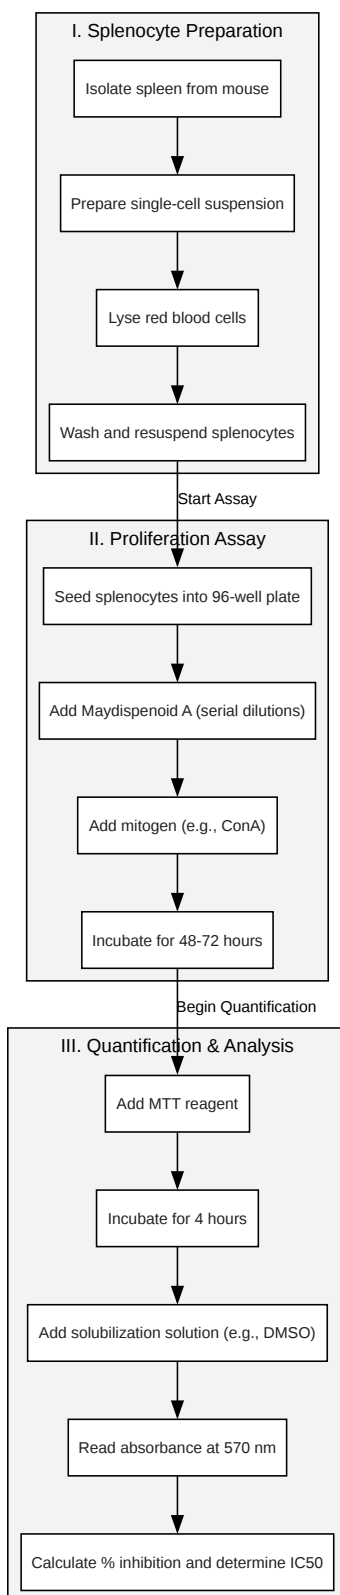 I. Splenocyte Preparation
Isolate spleen from mouse
Prepare single-cell suspension
Lyse red blood cells
Wash and resuspend splenocytes
Start Assay
II. Proliferation Assay
Seed splenocytes into 96-well plate
Add Maydispenoid A (serial dilutions)
Add mitogen (e.g., ConA)
Incubate for 48-72 hours
Begin Quantification
III. Quantification & Analysis
Add MTT reagent
Incubate for 4 hours
Add solubilization solution (e.g., DMSO)
Read absorbance at 570 nm
Calculate % inhibition and determine IC50